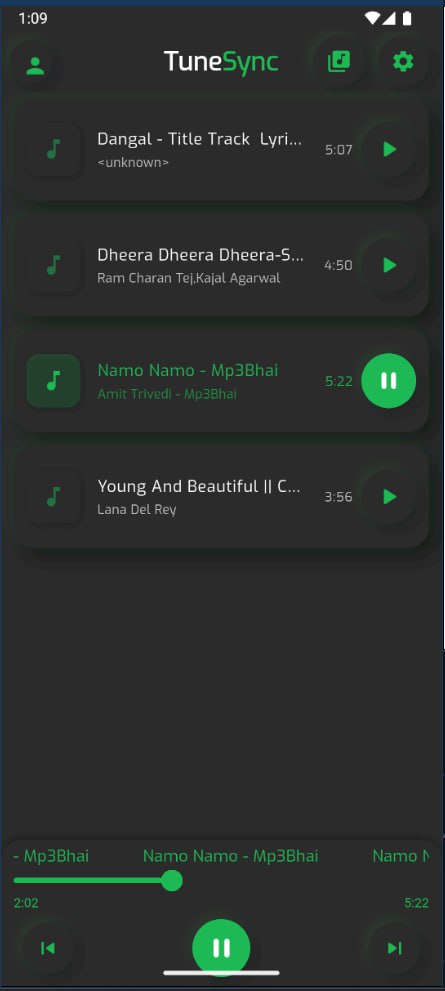 1:09
TuneSync
Dangal - Title Track Lyri...
<unknown>
5:07
Dheera Dheera Dheera-S...
Ram Charan Tej,Kajal Agarwal
4:50
Namo Namo - Mp3Bhai
Amit Trivedi - Mp3Bhai
5:22
Young And Beautiful || C...
Lana Del Rey
3:56
- Mp3Bhai Namo Namo - Mp3Bhai Namo N
2:02 5:22